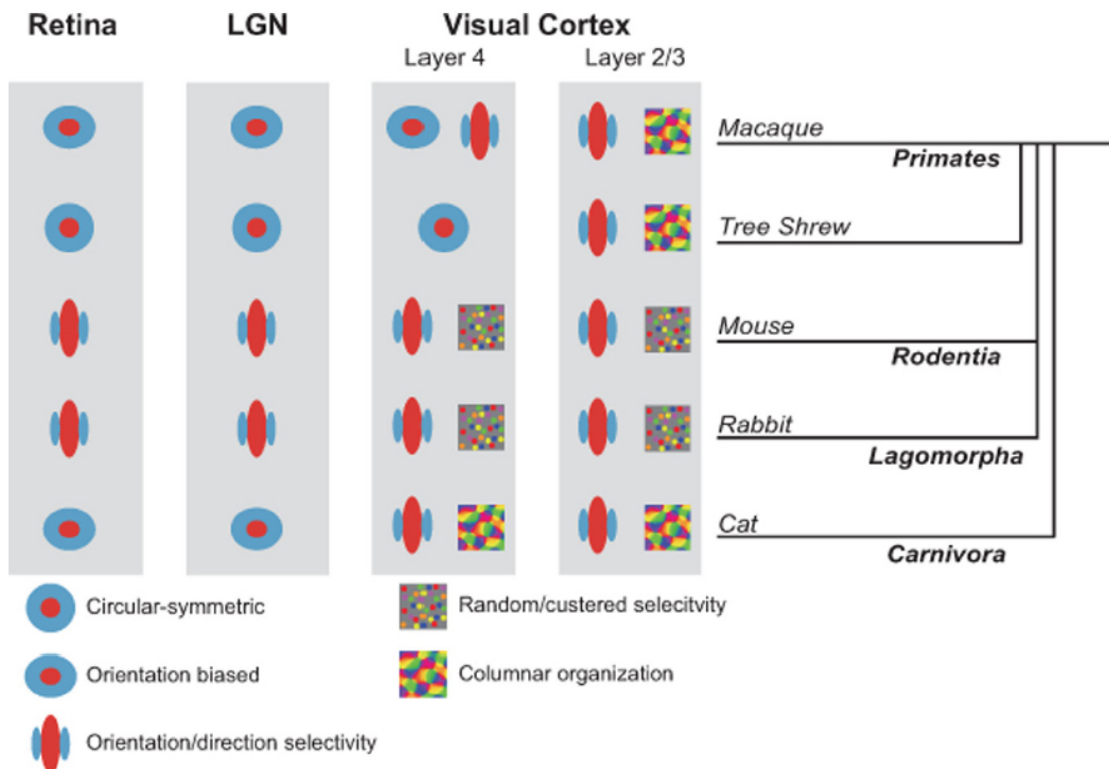 Retina LGN Visual Cortex
Layer 4 Layer 2/3
Macaque
Primates
Tree Shrew
Mouse
Rodentia
Rabbit
Lagomorpha
Cat
Carnivora
Circular-symmetric
Random/custered selecitvity
Orientation biased
Columnar organization
Orientation/direction selectivity